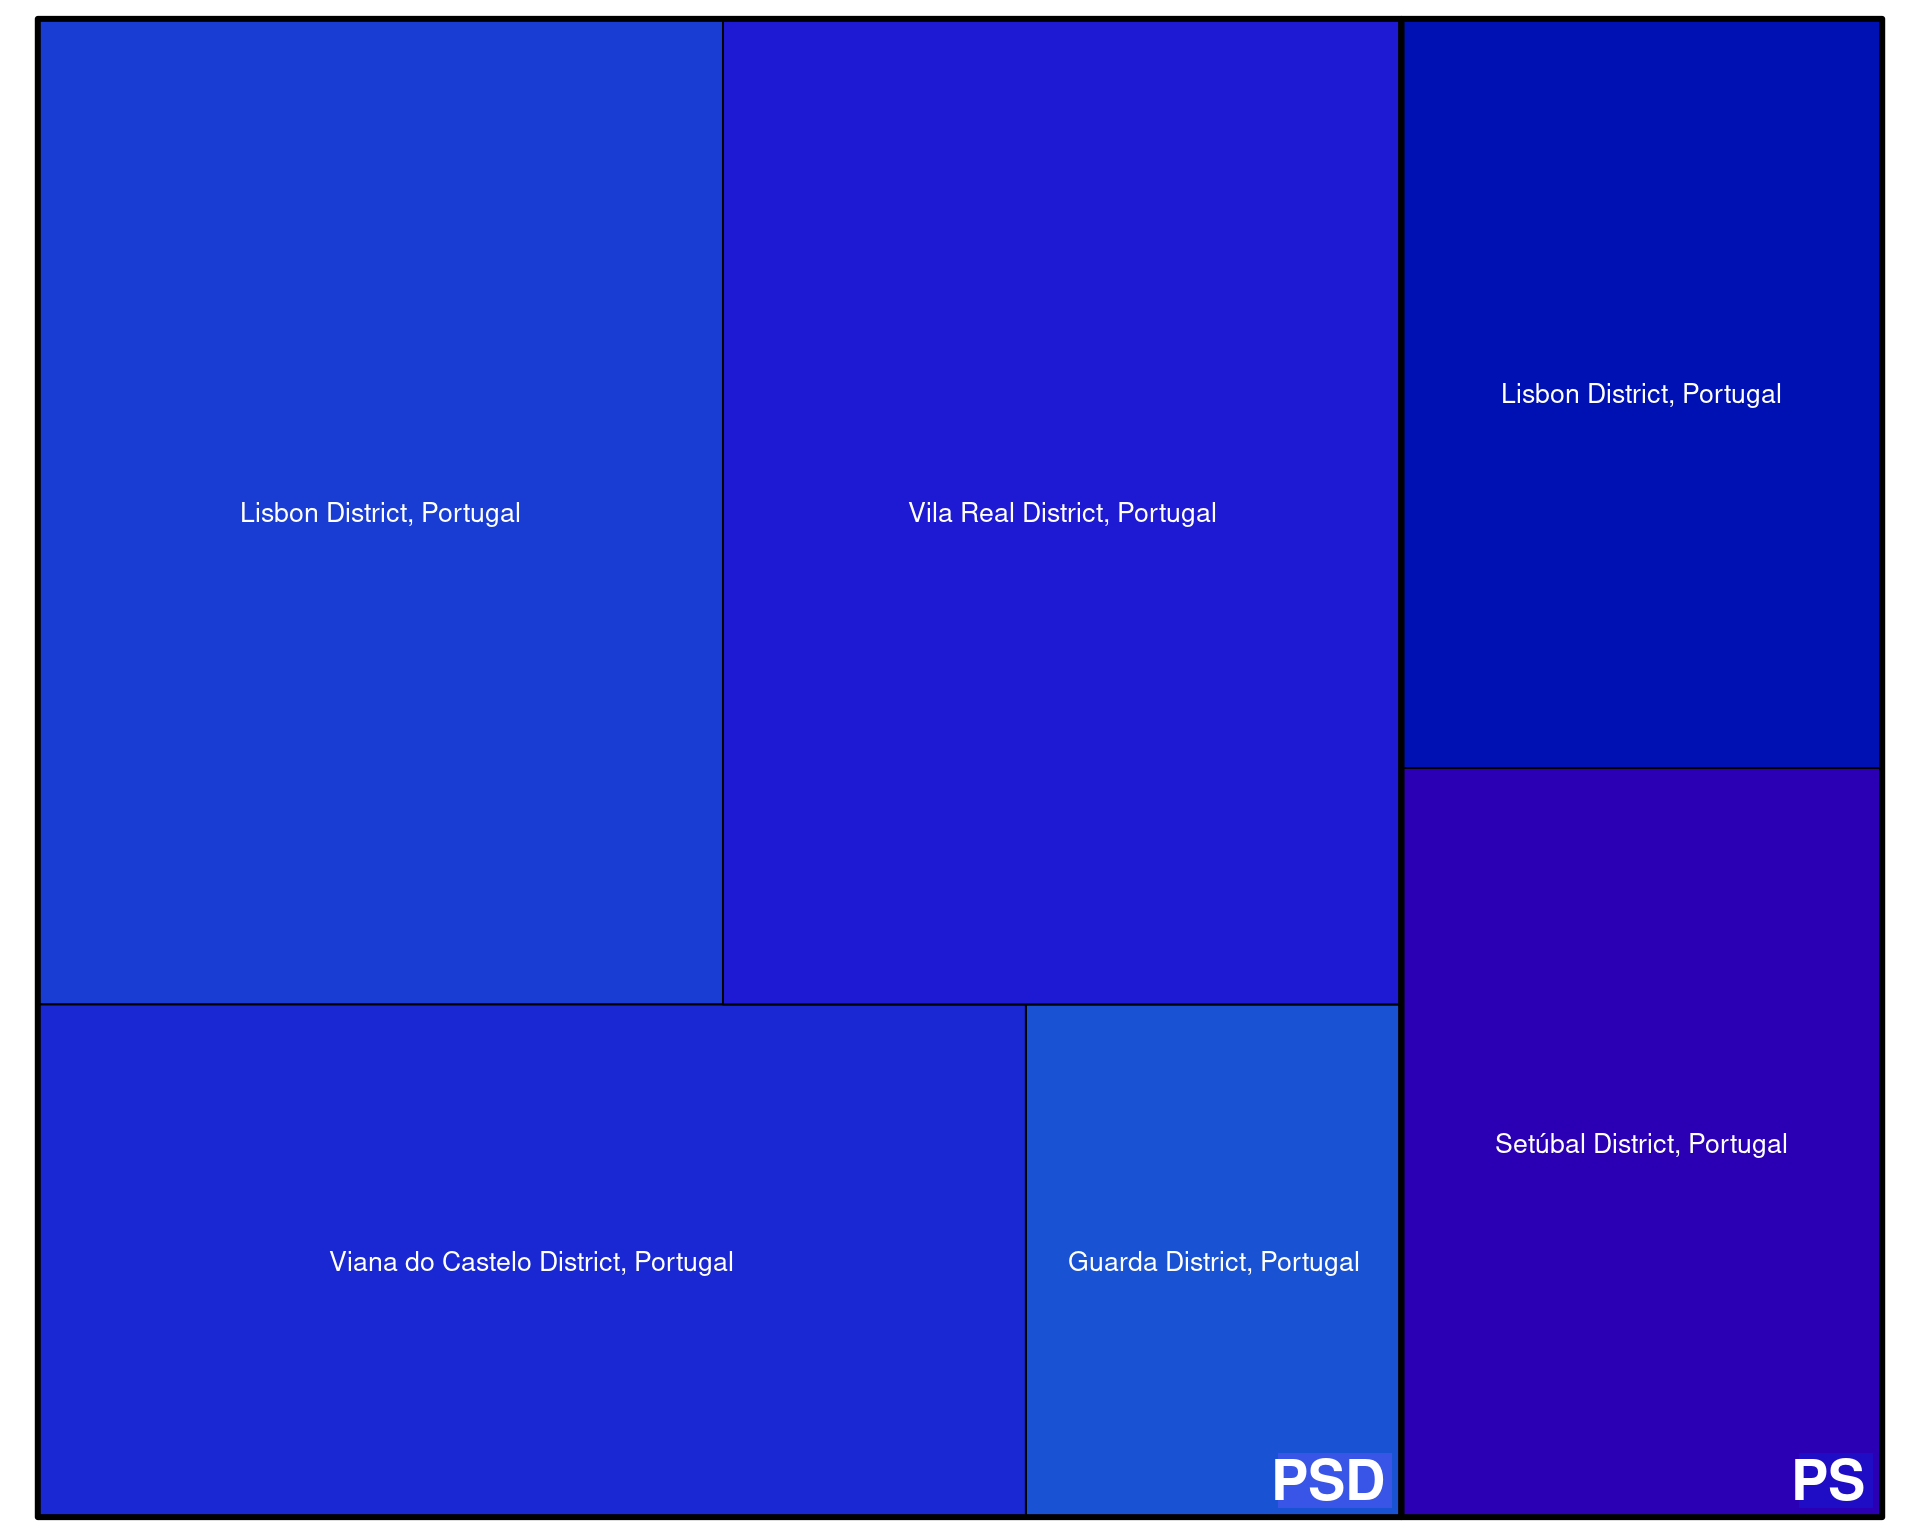 Lisbon District, Portugal
Vila Real District, Portugal
Viana do Castelo District, Portugal
Guarda District, Portugal
PSD
Lisbon District, Portugal
Setúbal District, Portugal
PS